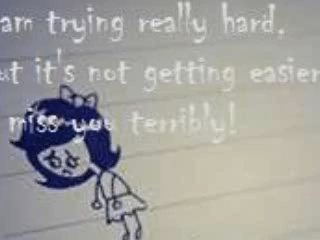 am trying really hard.
ut it's not getting easier
miss you terribly!